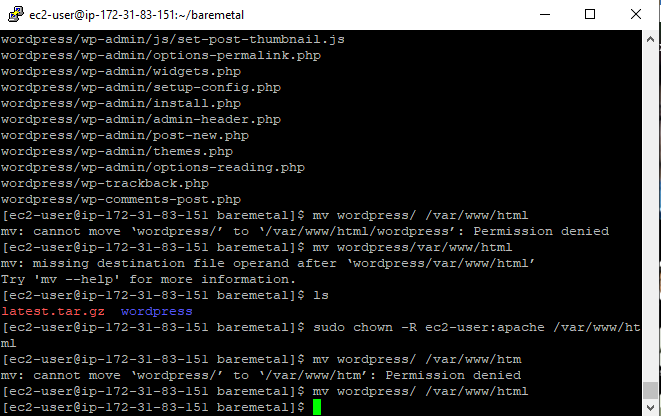 ec2-user@ip-172-31-83-151:~/baremetal
wordpress/wp-admin/js/set-post-thumbnail.js
wordpress/wp-admin/options-permalink.php
wordpress/wp-admin/widgets.php
wordpress/wp-admin/setup-config.php
wordpress/wp-admin/install.php
wordpress/wp-admin/admin-header.php
wordpress/wp-admin/post-new.php
wordpress/wp-admin/themes.php
wordpress/wp-admin/options-reading.php
wordpress/wp-trackback.php
wordpress/wp-comments-post.php
[ec2-user@ip-172-31-83-151 baremetal]$ mv wordpress/ /var/www/html
mv: cannot move ‘wordpress/’ to ‘/var/www/html/wordpress’: Permission denied
[ec2-user@ip-172-31-83-151 baremetal]$ mv wordpress/var/www/html
mv: missing destination file operand after ‘wordpress/var/www/html’
Try 'mv --help' for more information.
[ec2-user@ip-172-31-83-151 baremetal]$ ls
latest.tar.gz  wordpress
[ec2-user@ip-172-31-83-151 baremetal]$ sudo chown -R ec2-user:apache /var/www/ht
ml
[ec2-user@ip-172-31-83-151 baremetal]$ mv wordpress/ /var/www/htm
mv: cannot move ‘wordpress/’ to ‘/var/www/htm’: Permission denied
[ec2-user@ip-172-31-83-151 baremetal]$ mv wordpress/ /var/www/html
[ec2-user@ip-172-31-83-151 baremetal]$